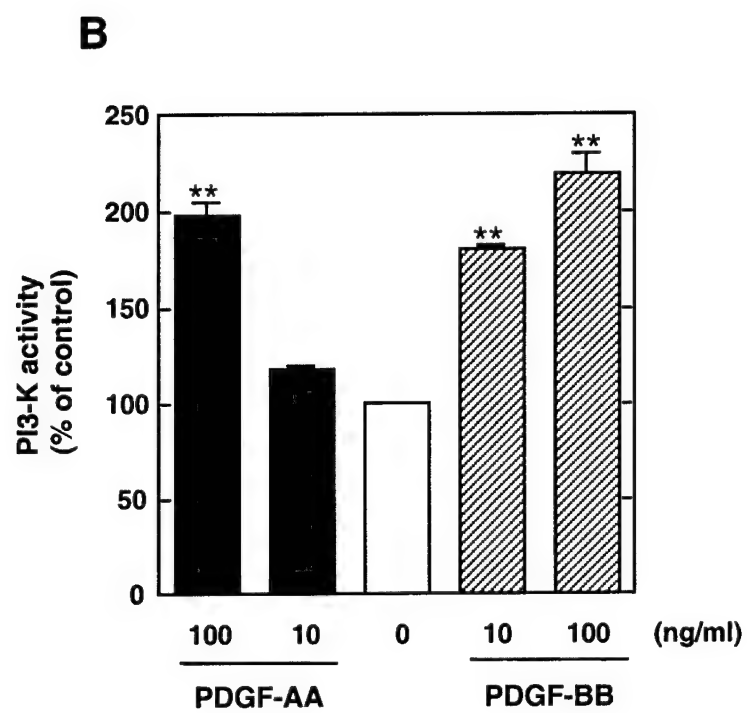 B
250
200
150
100
50
0
PI3-K activity
(% of control)
**
**
**
100 10 0 10 100 (ng/ml)
PDGF-AA PDGF-BB